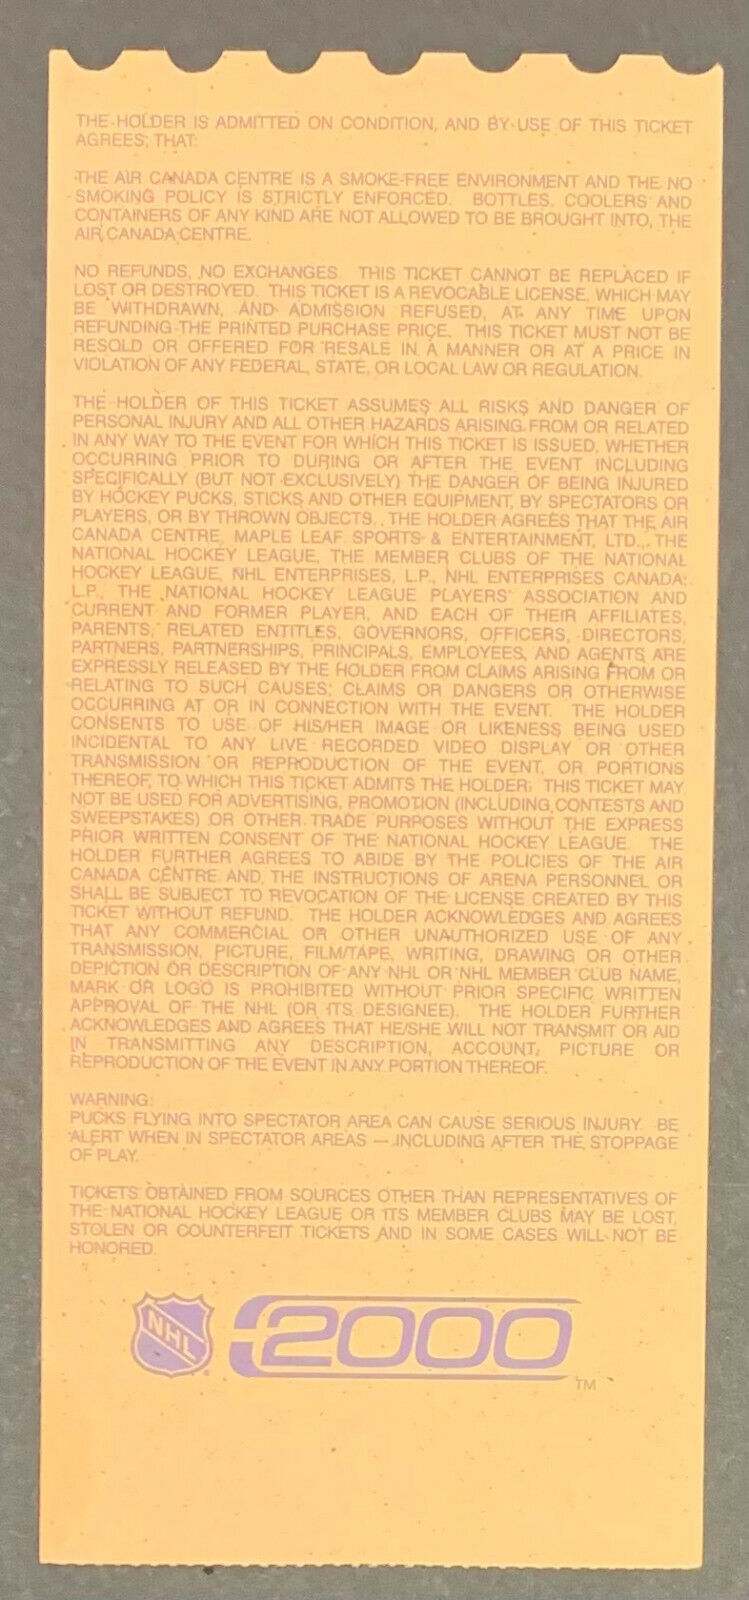 THE HOLDER IS ADMITTED ON CONDITION, AND BY USE OF THIS TICKET
AGREES, THAT:
THE AIR CANADA CENTRE IS A SMOKE-FREE ENVIRONMENT AND THE NO
SMOKING POLICY IS STRICTLY ENFORCED. BOTTLES, COOLERS AND
CONTAINERS OF ANY KIND ARE NOT ALLOWED TO BE BROUGHT INTO, THE
AIR CANADA CENTRE.
NO REFUNDS, NO EXCHANGES. THIS TICKET CANNOT BE REPLACED IF
LOST OR DESTROYED. THIS TICKET IS A REVOCABLE LICENSE, WHICH MAY
BE WITHDRAWN, AND ADMISSION REFUSED, AT ANY TIME UPON
REFUNDING THE PRINTED PURCHASE PRICE. THIS TICKET MUST NOT BE
RESOLD OR OFFERED FOR RESALE IN A MANNER OR AT A PRICE IN
VIOLATION OF ANY FEDERAL, STATE, OR LOCAL LAW OR REGULATION.
THE HOLDER OF THIS TICKET ASSUMES ALL RISKS AND DANGER OF
PERSONAL INJURY AND ALL OTHER HAZARDS ARISING FROM OR RELATED
IN ANY WAY TO THE EVENT FOR WHICH THIS TICKET IS ISSUED, WHETHER
OCCURRING PRIOR TO DURING OR AFTER THE EVENT INCLUDING
SPECIFICALLY (BUT NOT EXCLUSIVELY) THE DANGER OF BEING INJURED
BY HOCKEY PUCKS, STICKS AND OTHER EQUIPMENT, BY SPECTATORS OR
PLAYERS, OR BY THROWN OBJECTS. THE HOLDER AGREES THAT THE AIR
CANADA CENTRE, MAPLE LEAF SPORTS & ENTERTAINMENT, LTD., THE
NATIONAL HOCKEY LEAGUE, THE MEMBER CLUBS OF THE NATIONAL
HOCKEY LEAGUE, NHL ENTERPRISES, L.P., NHL ENTERPRISES CANADA,
L.P., THE NATIONAL HOCKEY LEAGUE PLAYERS' ASSOCIATION AND
CURRENT AND FORMER PLAYER, AND EACH OF THEIR AFFILIATES,
PARENTS, RELATED ENTITLES, GOVERNORS, OFFICERS, DIRECTORS,
PARTNERS, PARTNERSHIPS, PRINCIPALS, EMPLOYEES, AND AGENTS ARE
EXPRESSLY RELEASED BY THE HOLDER FROM CLAIMS ARISING FROM OR
RELATING TO SUCH CAUSES; CLAIMS OR DANGERS OR OTHERWISE
OCCURRING AT OR IN CONNECTION WITH THE EVENT. THE HOLDER
CONSENTS TO USE OF HIS/HER IMAGE OR LIKENESS BEING USED
INCIDENTAL TO ANY LIVE RECORDED VIDEO DISPLAY OR OTHER
TRANSMISSION OR REPRODUCTION OF THE EVENT, OR PORTIONS
THEREOF, TO WHICH THIS TICKET ADMITS THE HOLDER; THIS TICKET MAY
NOT BE USED FOR ADVERTISING, PROMOTION (INCLUDING CONTESTS AND
SWEEPSTAKES) OR OTHER TRADE PURPOSES WITHOUT THE EXPRESS
PRIOR WRITTEN CONSENT OF THE NATIONAL HOCKEY LEAGUE. THE
HOLDER FURTHER AGREES TO ABIDE BY THE POLICIES OF THE AIR
CANADA CENTRE AND THE INSTRUCTIONS OF ARENA PERSONNEL OR
SHALL BE SUBJECT TO REVOCATION OF THE LICENSE CREATED BY THIS
TICKET WITHOUT REFUND. THE HOLDER ACKNOWLEDGES AND AGREES
THAT ANY COMMERCIAL OR OTHER UNAUTHORIZED USE OF ANY
TRANSMISSION, PICTURE, FILM/TAPE, WRITING, DRAWING OR OTHER
DEPICTION OR DESCRIPTION OF ANY NHL OR NHL MEMBER CLUB NAME,
MARK OR LOGO IS PROHIBITED WITHOUT PRIOR SPECIFIC WRITTEN
APPROVAL OF THE NHL (OR ITS DESIGNEE). THE HOLDER FURTHER
ACKNOWLEDGES AND AGREES THAT HE/SHE WILL NOT TRANSMIT OR AID
IN TRANSMITTING ANY DESCRIPTION, ACCOUNT, PICTURE OR
REPRODUCTION OF THE EVENT IN ANY PORTION THEREOF.
WARNING:
PUCKS FLYING INTO SPECTATOR AREA CAN CAUSE SERIOUS INJURY. BE
ALERT WHEN IN SPECTATOR AREAS — INCLUDING AFTER THE STOPPAGE
OF PLAY.
TICKETS OBTAINED FROM SOURCES OTHER THAN REPRESENTATIVES OF
THE NATIONAL HOCKEY LEAGUE OR ITS MEMBER CLUBS MAY BE LOST,
STOLEN OR COUNTERFEIT TICKETS AND IN SOME CASES WILL NOT BE
HONORED.
NHL 2000 TM